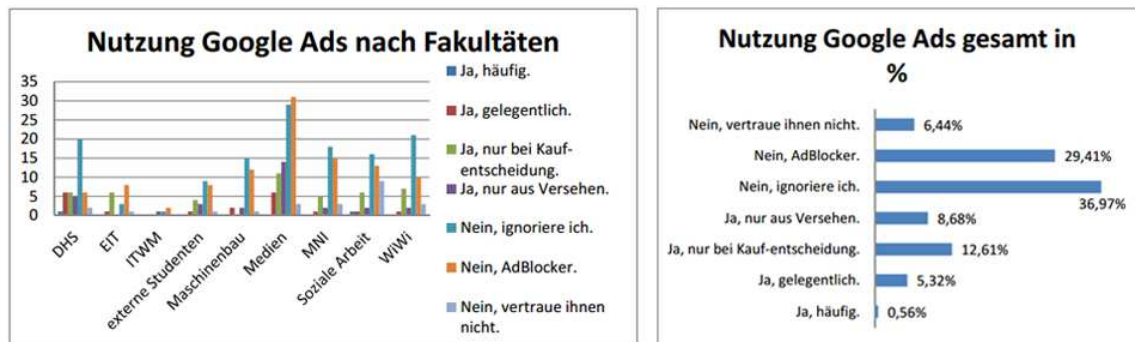 Nutzung Google Ads nach Fakultäten
35
30
25
20
15
10
5
0
DHS
EIT
ITWM
externe Studenten
Maschinenbau
Medien
MNI
Soziale Arbeit
WiWi
Ja, häufig.
Ja, gelegentlich.
Ja, nur bei Kauf-
entscheidung.
Ja, nur aus Versehen.
Nein, ignoriere ich.
Nein, AdBlocker.
Nein, vertraue ihnen
nicht.
Nutzung Google Ads gesamt in
%
Nein, vertraue ihnen nicht. 6,44%
Nein, AdBlocker. 29,41%
Nein, ignoriere ich. 36,97%
Ja, nur aus Versehen. 8,68%
Ja, nur bei Kauf-entscheidung. 12,61%
Ja, gelegentlich. 5,32%
Ja, häufig. 0,56%